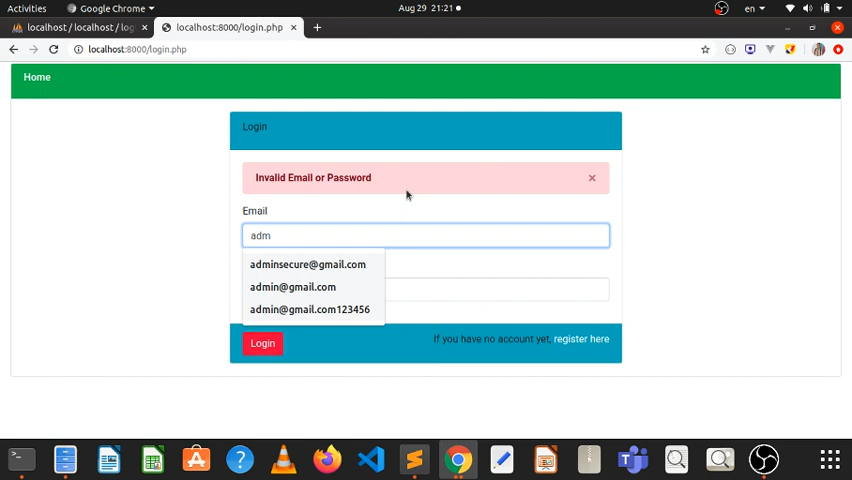 Activities
Google Chrome
Aug 29 21:21
en
localhost / localhost / log
localhost:8000/login.php
localhost:8000/login.php
Home
Login
Invalid Email or Password
×
Email
adm
adminsecure@gmail.com
admin@gmail.com
admin@gmail.com123456
Login
If you have no account yet, register here